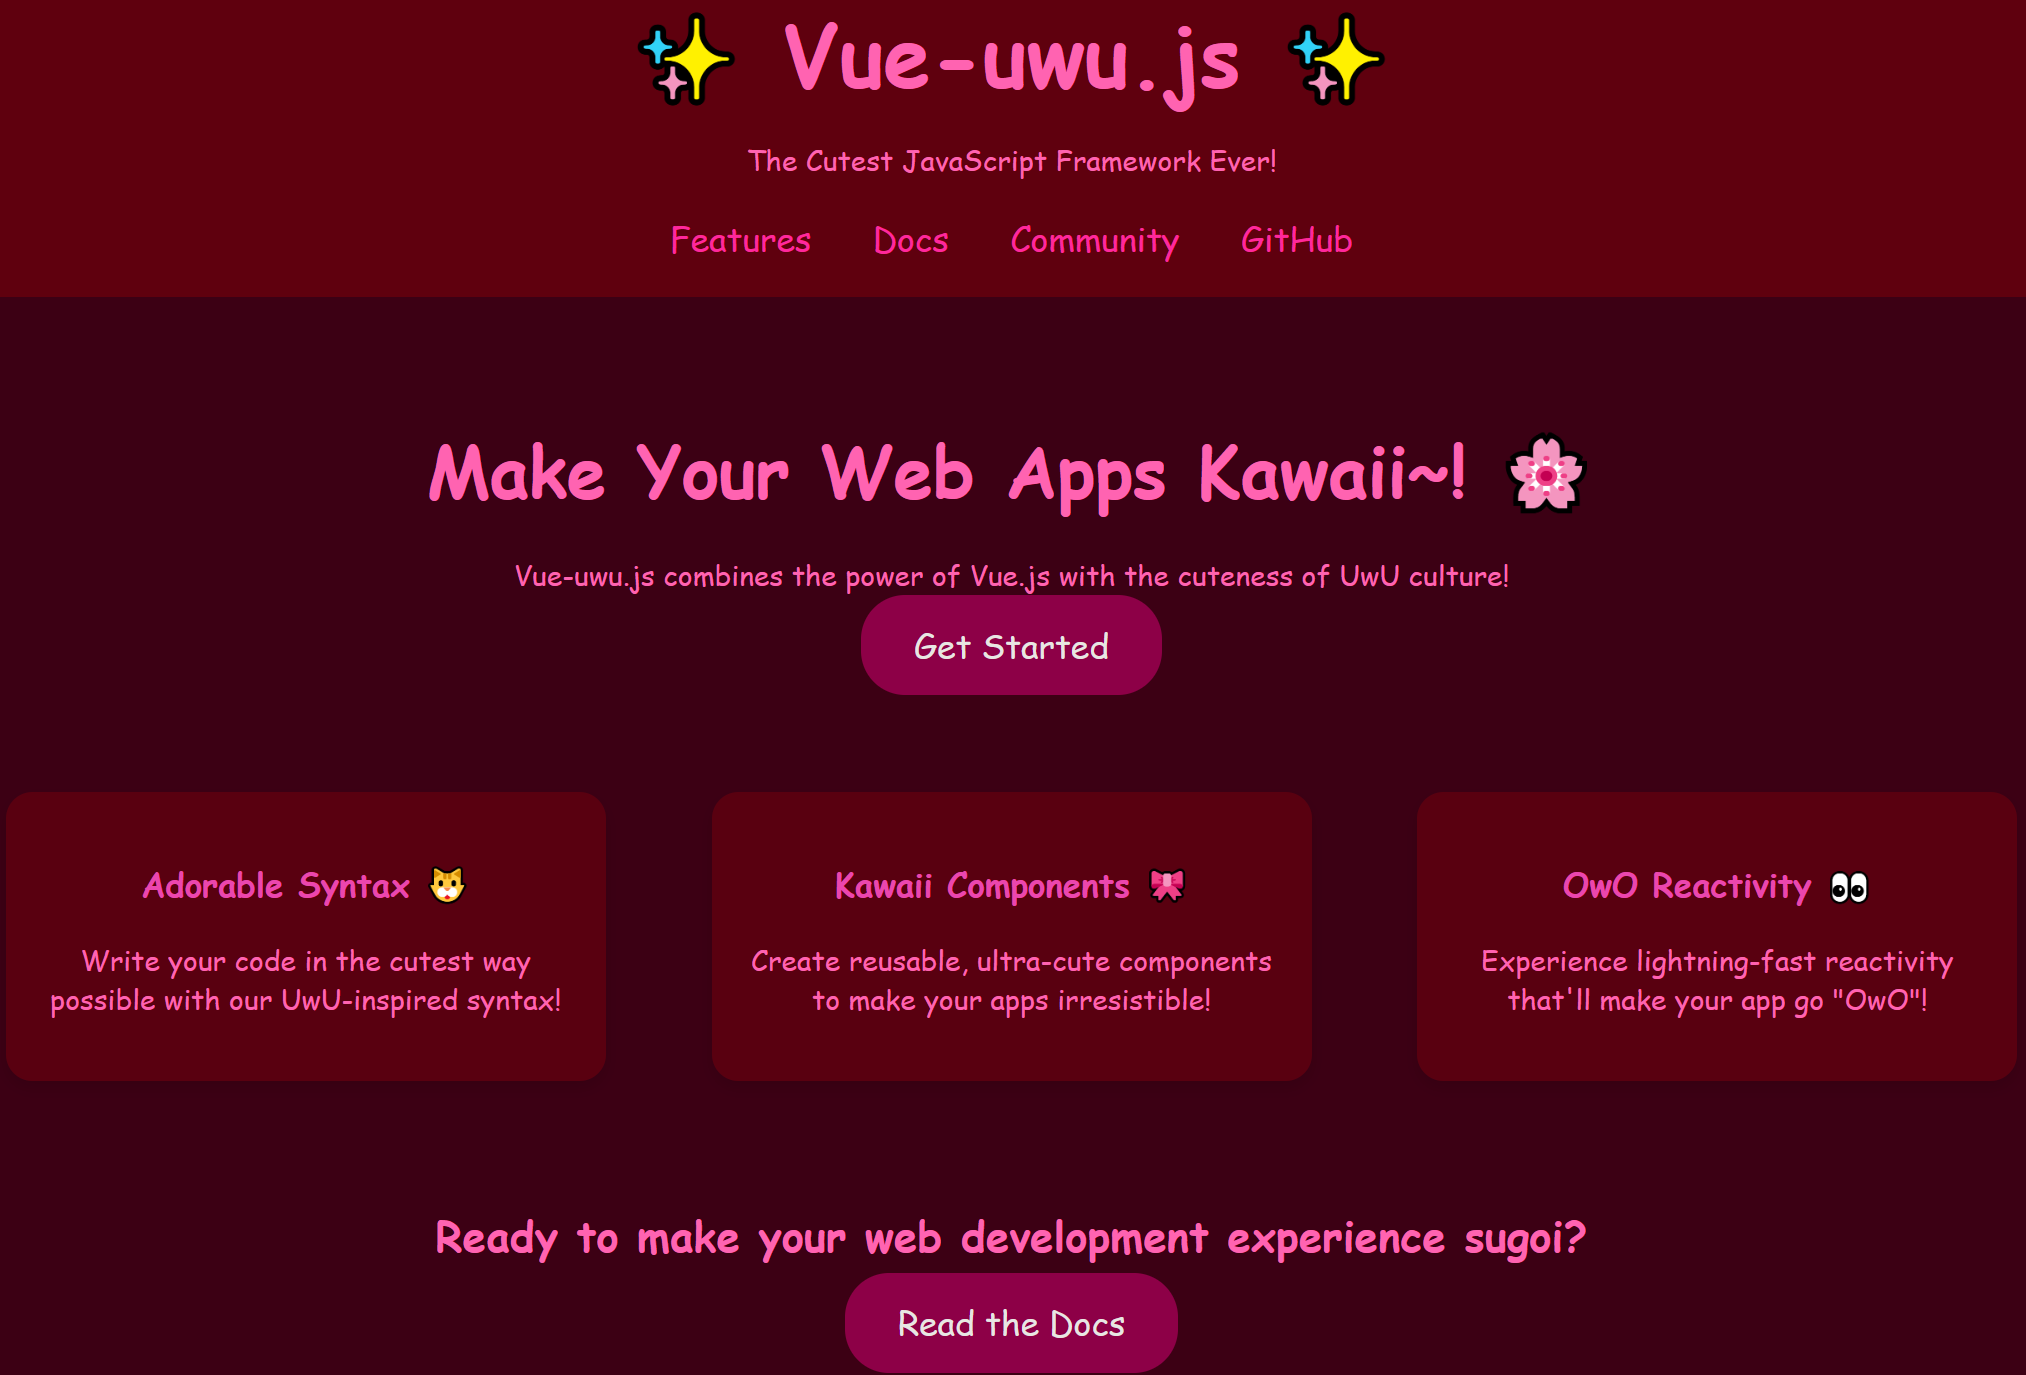 ✨ Vue-uwu.js ✨
The Cutest JavaScript Framework Ever!
Features Docs Community GitHub
Make Your Web Apps Kawaii~! 🌸
Vue-uwu.js combines the power of Vue.js with the cuteness of UwU culture!
Get Started
Adorable Syntax 🐱
Write your code in the cutest way
possible with our UwU-inspired syntax!
Kawaii Components 🎀
Create reusable, ultra-cute components
to make your apps irresistible!
OwO Reactivity 👀
Experience lightning-fast reactivity
that'll make your app go "OwO"!
Ready to make your web development experience sugoi?
Read the Docs